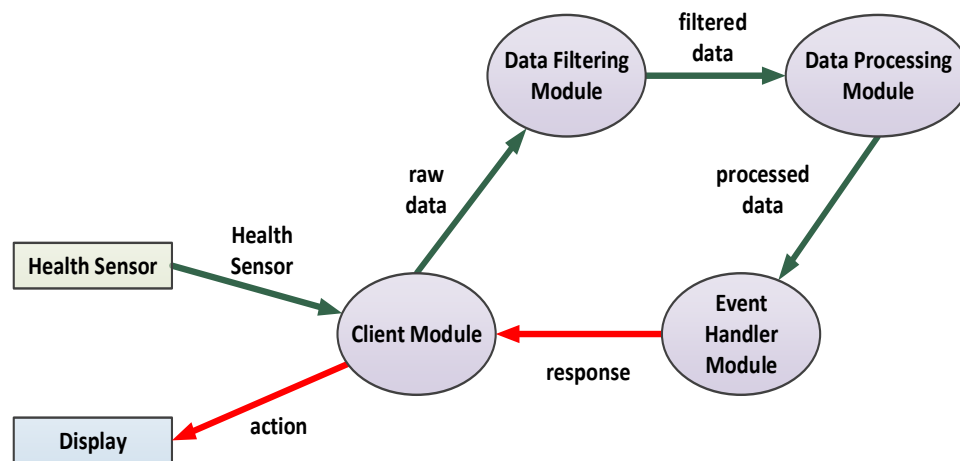 filtered
data
Data Filtering
Module
Data Processing
Module
raw
data
processed
data
Health
Sensor
Health Sensor
Client Module
Event
Handler
Module
response
action
Display